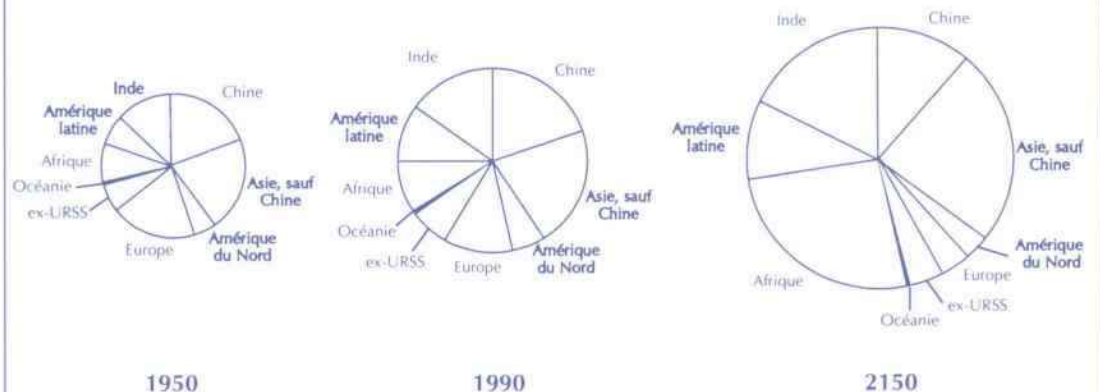 Inde
Chine
Amérique
latine
Afrique
Océanie
ex-URSS
Europe
Amérique
du Nord
Asie, sauf
Chine
1950
Inde
Chine
Amérique
latine
Afrique
Océanie
ex-URSS
Europe
Amérique
du Nord
Asie, sauf
Chine
1990
Inde
Chine
Amérique
latine
Asie, sauf
Chine
Amérique
du Nord
Europe
ex-URSS
Océanie
Afrique
2150